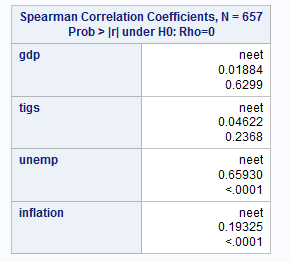 Spearman Correlation Coefficients, N = 657
Prob > |r| under H0: Rho=0
gdp neet
0.01884
0.6299
tigs neet
0.04622
0.2368
unemp neet
0.65930
<.0001
inflation neet
0.19325
<.0001